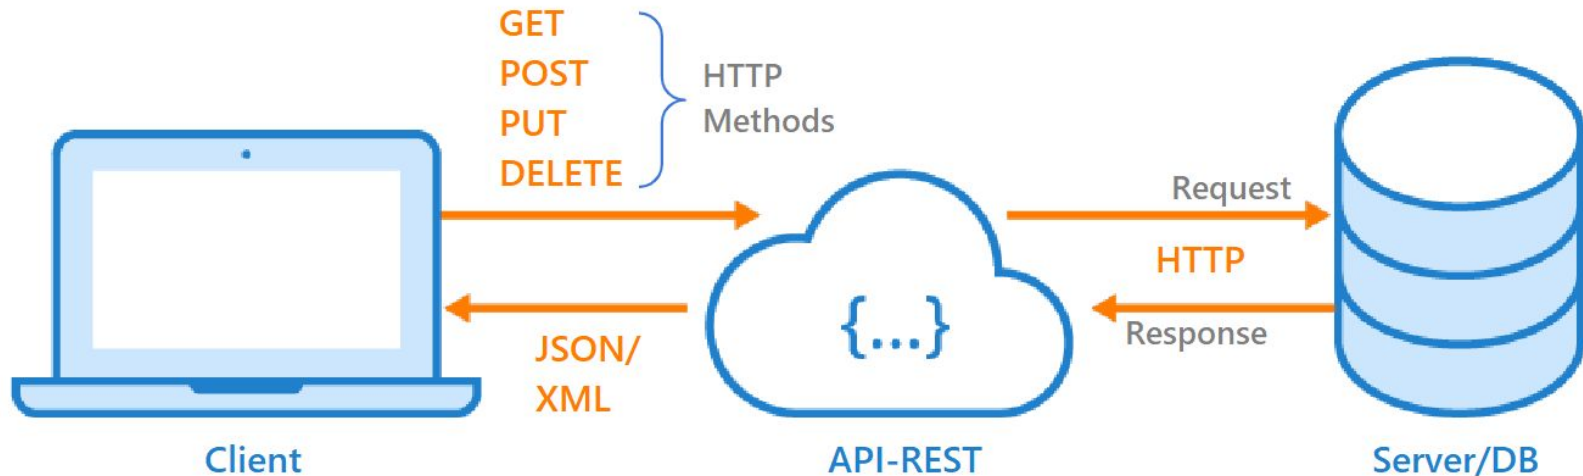 GET
POST
PUT
DELETE
HTTP
Methods
Request
HTTP
Response
{...}
JSON/
XML
Client
API-REST
Server/DB